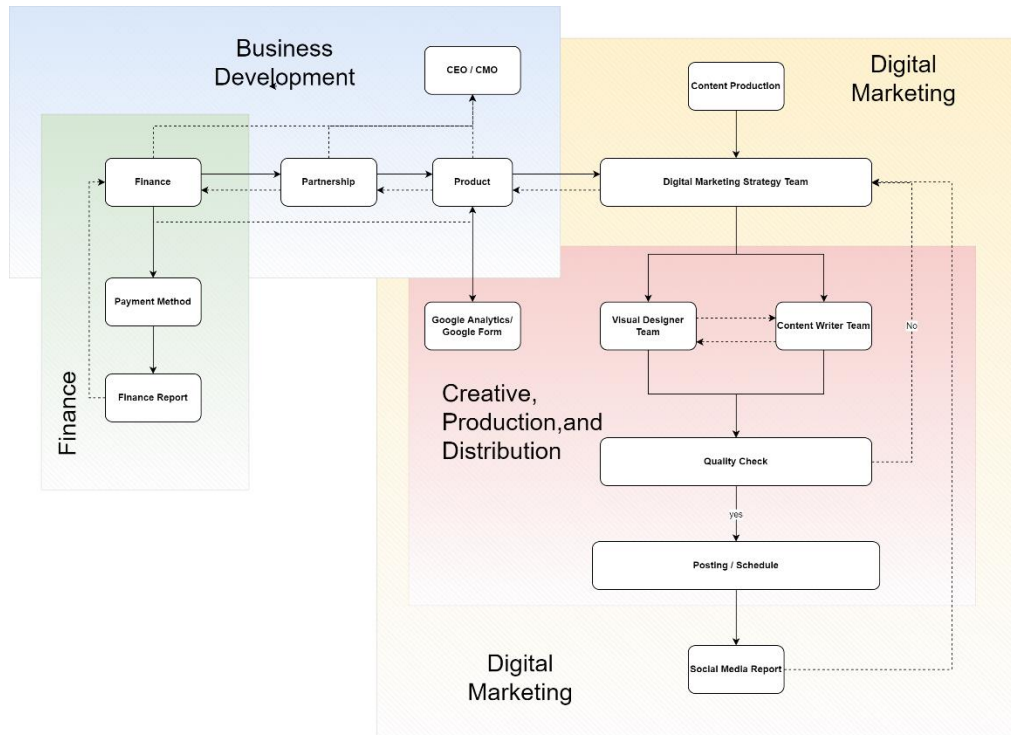 Business
Development
CEO / CMO
Digital
Marketing
Content Production
Finance
Partnership
Product
Digital Marketing Strategy Team
Payment Method
Google Analytics/
Google Form
Visual Designer
Team
Content Writer Team
No
Finance Report
Finance
Creative,
Production,and
Distribution
Quality Check
yes
Posting / Schedule
Digital
Marketing
Social Media Report